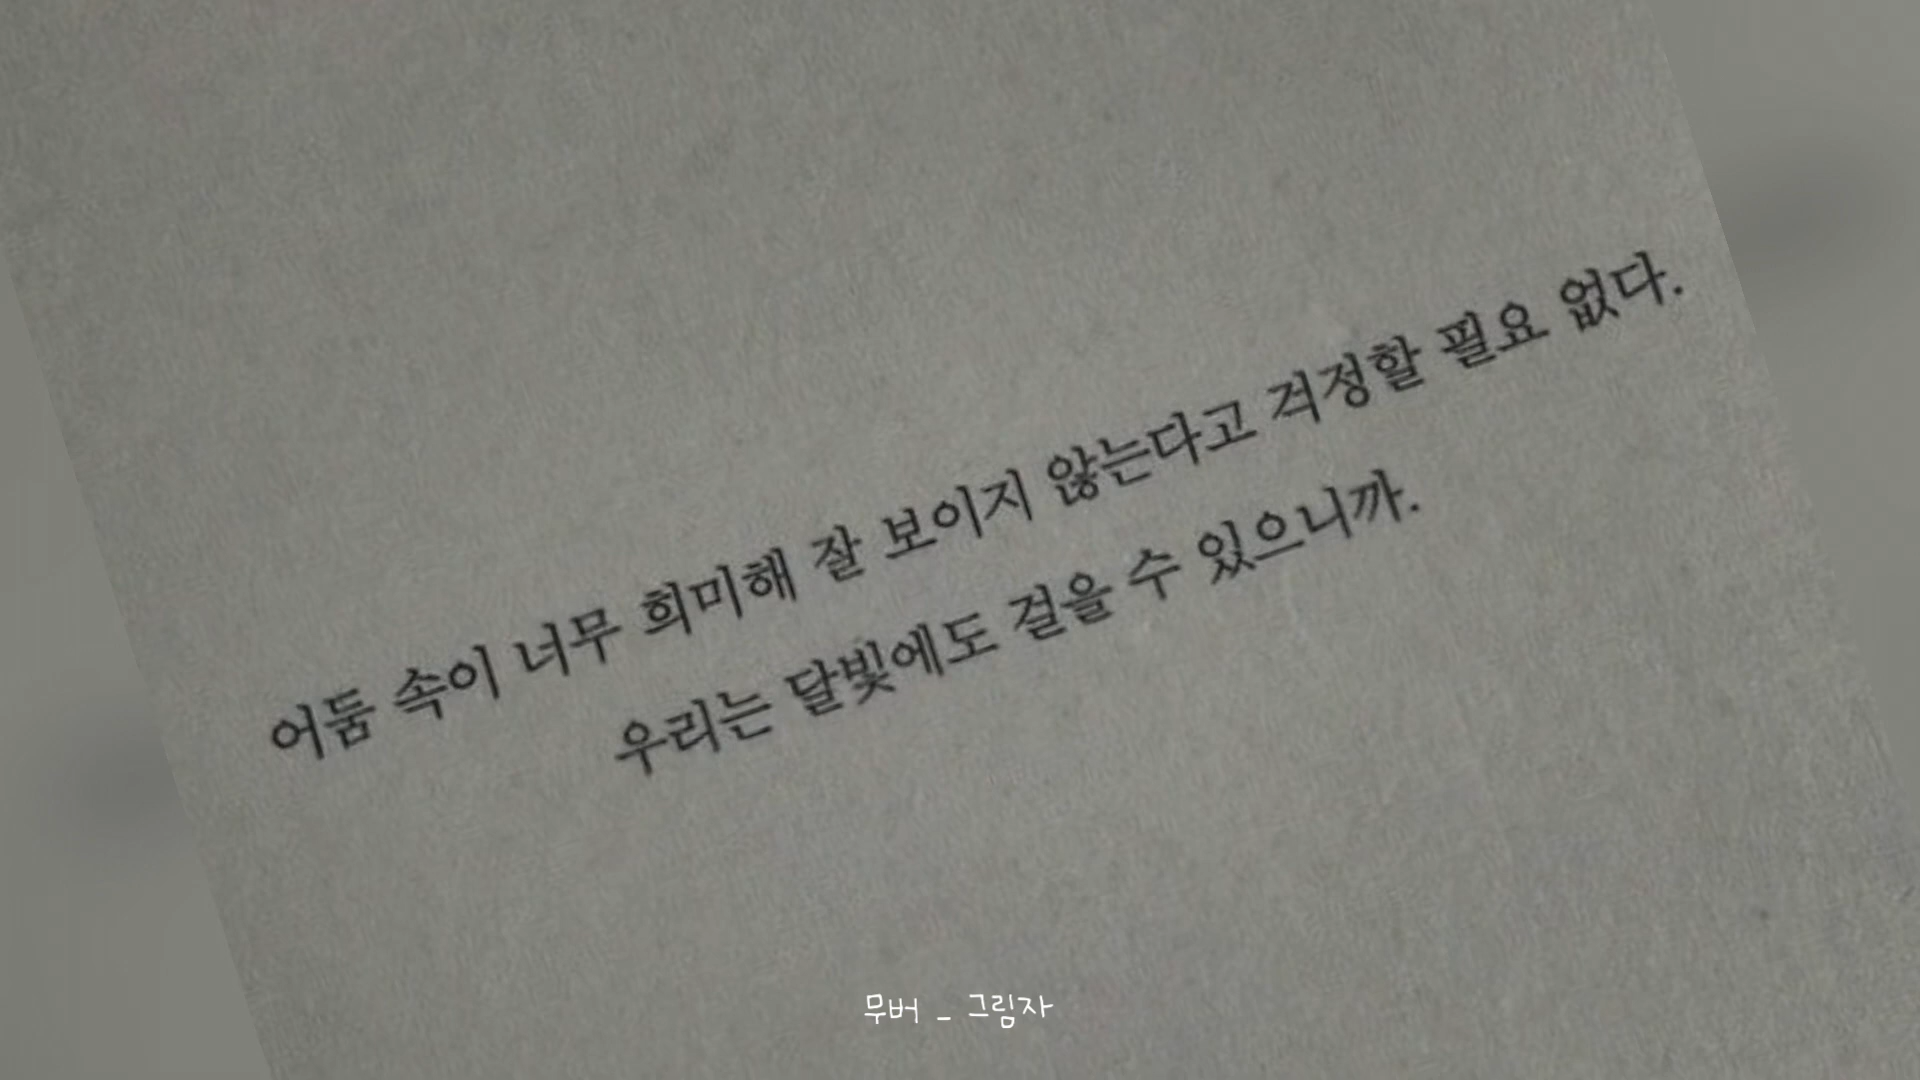 어둠 속이 너무 희미해 잘 보이지 않는다고 걱정할 필요 없다.
우리는 달빛에도 걸을 수 있으니까.
무버 _ 그림자